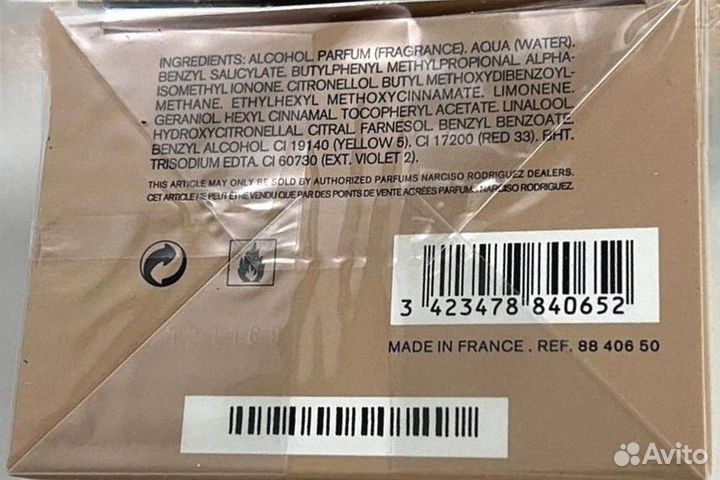 INGREDIENTS: ALCOHOL. PARFUM (FRAGRANCE). AQUA (WATER).
BENZYL SALICYLATE. BUTYLPHENYL METHYLPROPIONAL. ALPHA-
ISOMETHYL IONONE. CITRONELLOL. BUTYL METHOXYDIBENZOYL-
METHANE. ETHYLHEXYL METHOXYCINNAMATE. LIMONENE.
GERANIOL. HEXYL CINNAMAL. TOCOPHERYL ACETATE. LINALOOL.
HYDROXYCITRONELLAL. CITRAL. FARNESOL. BENZYL BENZOATE.
BENZYL ALCOHOL. CI 19140 (YELLOW 5). CI 17200 (RED 33). BHT.
TRISODIUM EDTA. CI 60730 (EXT. VIOLET 2).
THIS ARTICLE MAY ONLY BE SOLD BY AUTHORIZED PARFUMS NARCISO RODRIGUEZ DEALERS.
CET ARTICLE NE PEUT ÊTRE VENDU QUE PAR DES POINTS DE VENTE AGRÉÉS PARFUMS NARCISO RODRIGUEZ.
3 423478 840652
MADE IN FRANCE . REF. 88 406 50
Avito